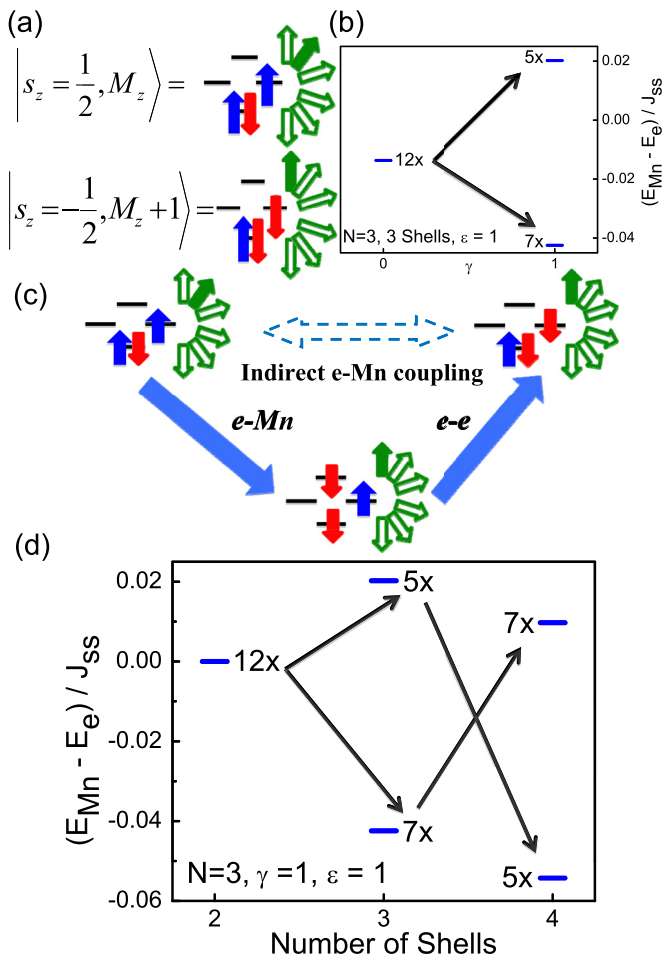 (a)
|s_z = 1/2, M_z⟩ =
|s_z = −1/2, M_z + 1⟩ =
(b)
5x
12x
7x
N=3, 3 Shells, ε = 1
0.02
0.00
-0.02
-0.04
(E_Mn - E_e) / J_ss
0
γ
1
(c)
Indirect e-Mn coupling
e-Mn
e-e
(d)
0.02
0.00
-0.02
-0.04
-0.06
(E_Mn - E_e) / J_ss
12x
5x
7x
7x
5x
N=3, γ =1, ε = 1
2
3
4
Number of Shells